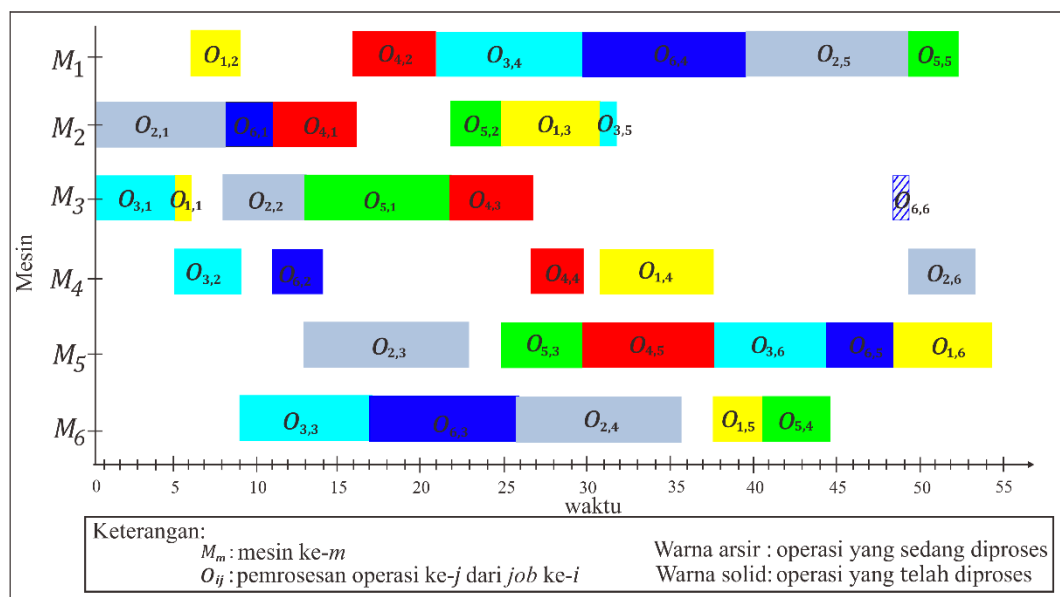 M1 O1,2 O4,2 O3,4 O6,4 O2,5 O5,5
M2 O2,1 O6,1 O4,1 O5,2 O1,3 O3,5
M3 O3,1 O1,1 O2,2 O5,1 O4,3 O6,6
Mesin
M4 O3,2 O6,2 O4,4 O1,4 O2,6
M5 O2,3 O5,3 O4,5 O3,6 O6,5 O1,6
M6 O3,3 O6,3 O2,4 O1,5 O5,4
0 5 10 15 20 25 30 35 40 45 50 55
waktu
Keterangan:
Mm : mesin ke-m
Oij : pemrosesan operasi ke-j dari job ke-i
Warna arsir : operasi yang sedang diproses
Warna solid: operasi yang telah diproses